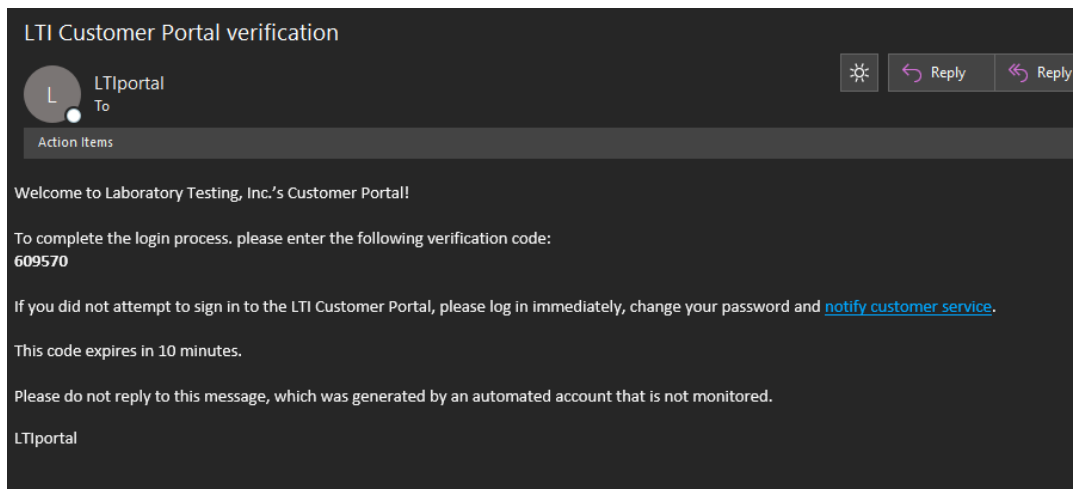 LTI Customer Portal verification
L
LTIportal
To
Reply
Reply
Action Items
Welcome to Laboratory Testing, Inc.’s Customer Portal!
To complete the login process. please enter the following verification code:
609570
If you did not attempt to sign in to the LTI Customer Portal, please log in immediately, change your password and notify customer service.
This code expires in 10 minutes.
Please do not reply to this message, which was generated by an automated account that is not monitored.
LTIportal